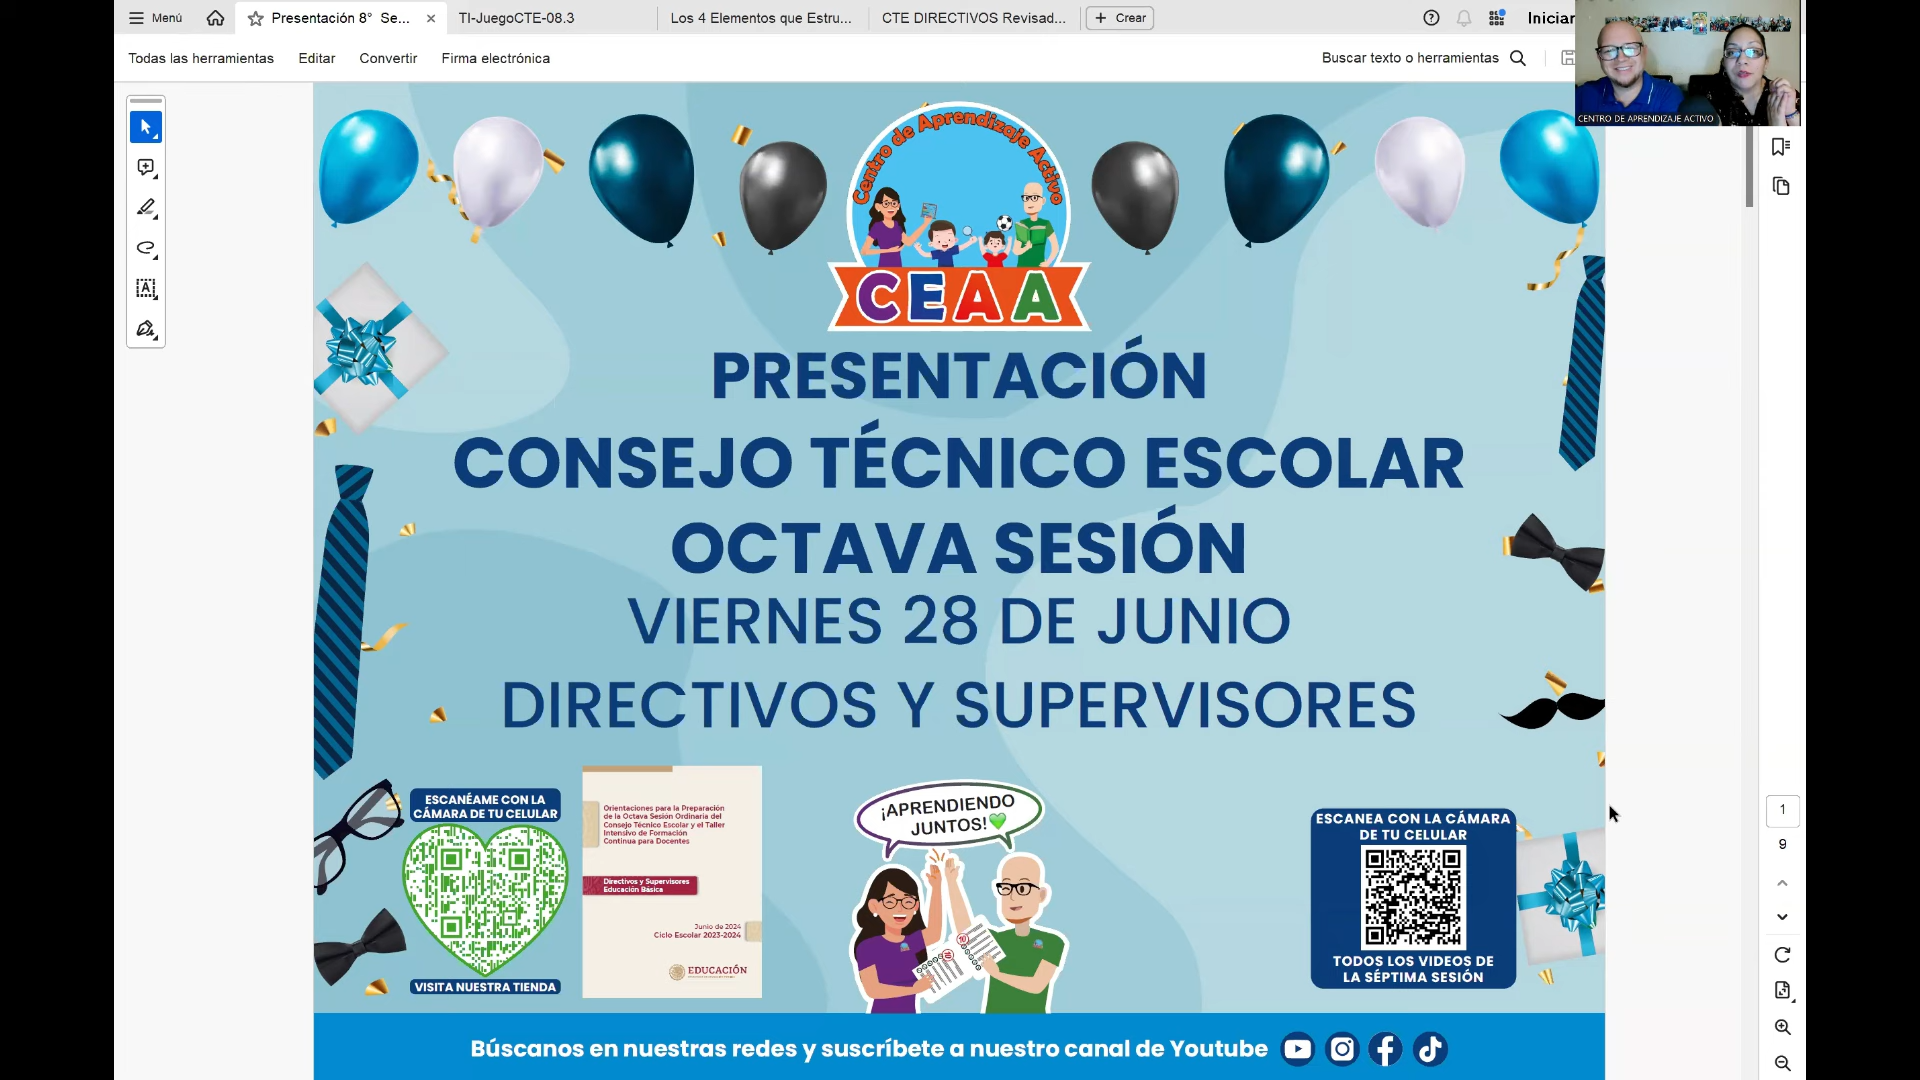 Menú
Presentación 8° Se...
TI-JuegoCTE-08.3
Los 4 Elementos que Estru...
CTE DIRECTIVOS Revisad...
Crear
Iniciar
Todas las herramientas
Editar
Convertir
Firma electrónica
Buscar texto o herramientas
CENTRO DE APRENDIZAJE ACTIVO
Centro de Aprendizaje Activo
CEAA
PRESENTACIÓN
CONSEJO TÉCNICO ESCOLAR
OCTAVA SESIÓN
VIERNES 28 DE JUNIO
DIRECTIVOS Y SUPERVISORES
ESCANÉAME CON LA
CÁMARA DE TU CELULAR
VISITA NUESTRA TIENDA
Orientaciones para la Preparación
de la Octava Sesión Ordinaria del
Consejo Técnico Escolar y el Taller
Intensivo de Formación
Continua para Docentes
Directivos y Supervisores
Educación Básica
Junio de 2024
Ciclo Escolar 2023-2024
EDUCACIÓN
¡APRENDIENDO
JUNTOS!
10
ESCANEA CON LA CÁMARA
DE TU CELULAR
TODOS LOS VIDEOS DE
LA SÉPTIMA SESIÓN
1
9
Búscanos en nuestras redes y suscríbete a nuestro canal de Youtube